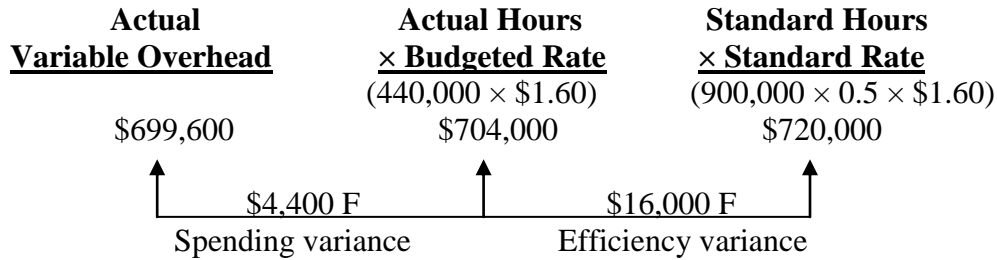 Actual Actual Hours Standard Hours
Variable Overhead × Budgeted Rate × Standard Rate
(440,000 × $1.60) (900,000 × 0.5 × $1.60)
$699,600 $704,000 $720,000
$4,400 F $16,000 F
Spending variance Efficiency variance